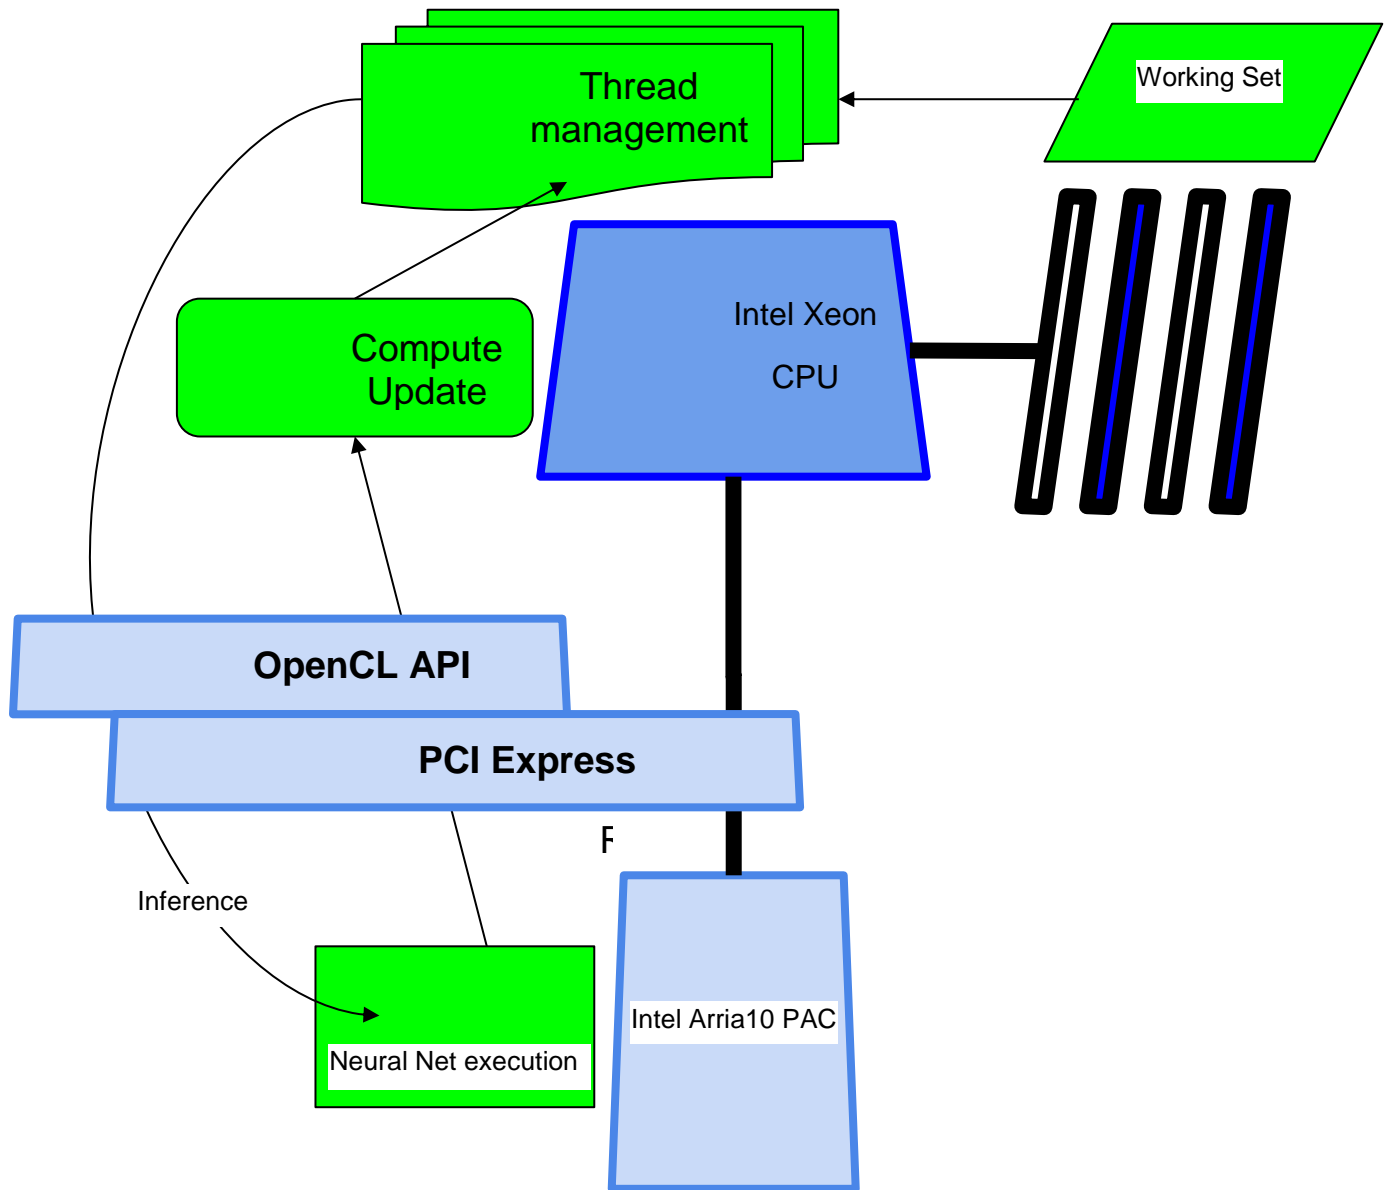 Thread
management
Working Set
Intel Xeon
CPU
Compute
Update
OpenCL API
PCI Express
Inference
Intel Arria10 PAC
Neural Net execution